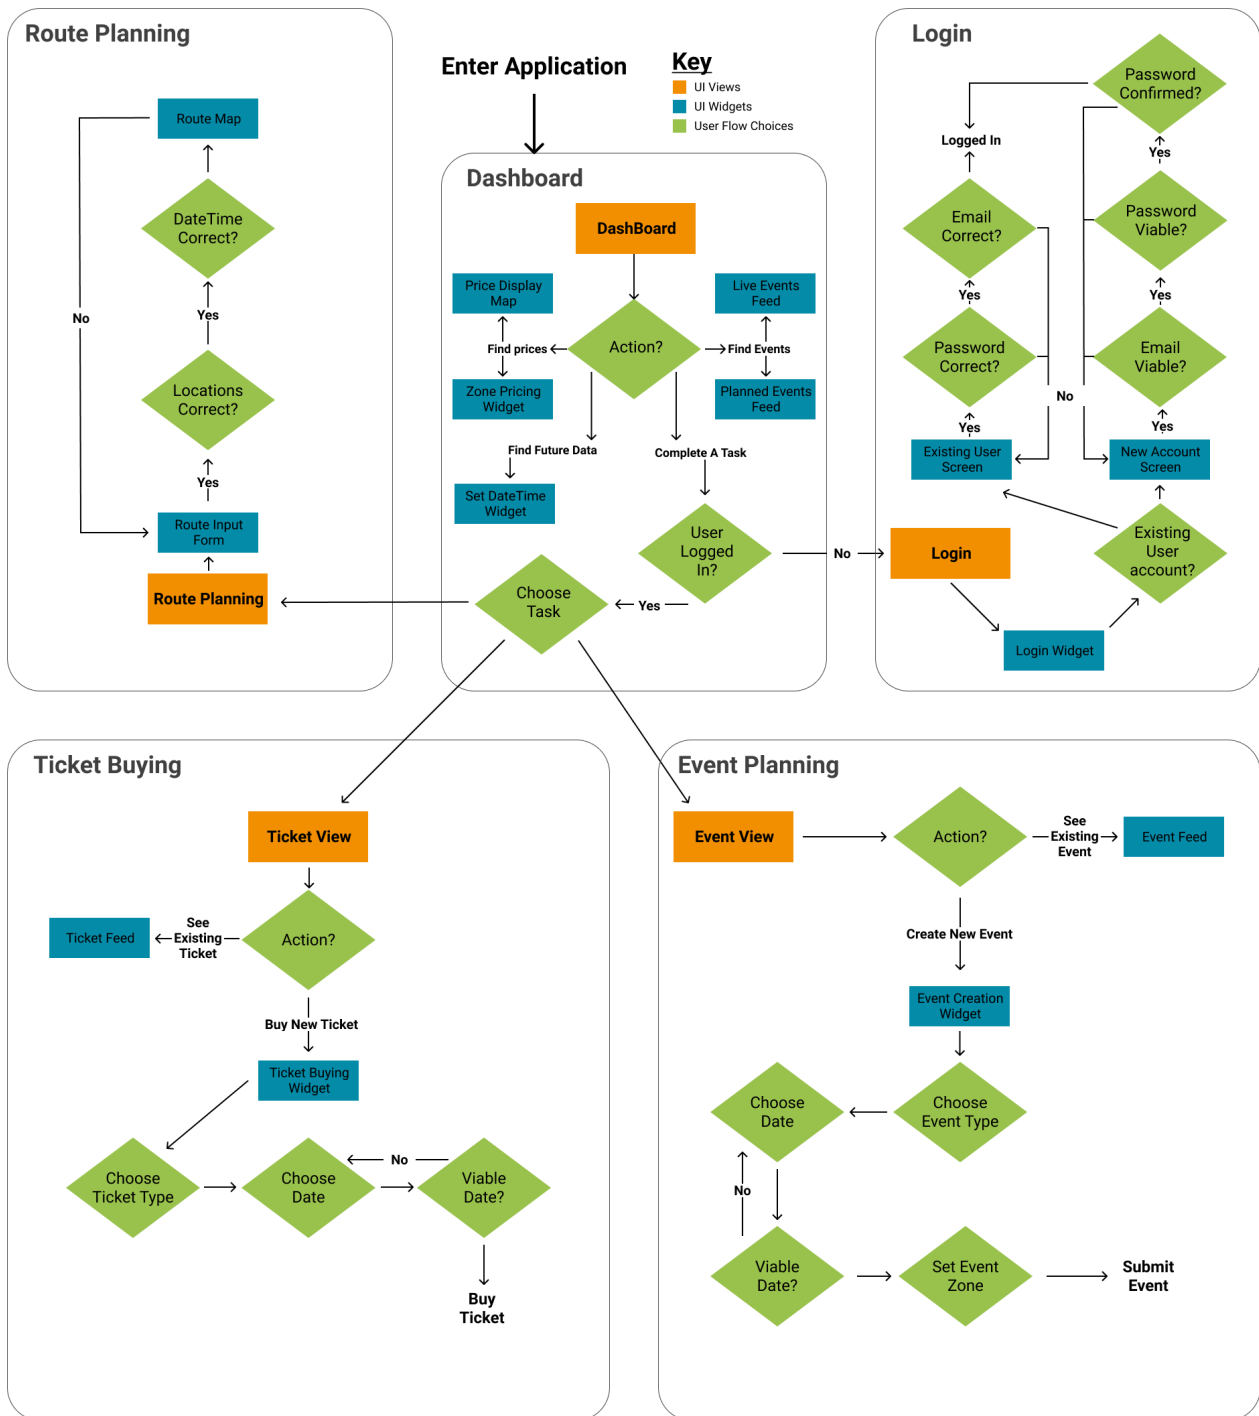 Route Planning
Route Map
DateTime
Correct?
No
Yes
Locations
Correct?
Yes
Route Input
Form
Route Planning
Enter Application
Key
UI Views
UI Widgets
User Flow Choices
Dashboard
DashBoard
Price Display
Map
Live Events
Feed
Find prices
Action?
Find Events
Zone Pricing
Widget
Planned Events
Feed
Find Future Data
Complete A Task
Set DateTime
Widget
User
Logged
In?
No
Choose
Task
Yes
Login
Password
Confirmed?
Logged In
Yes
Email
Correct?
Password
Viable?
Yes
Yes
Password
Correct?
Email
Viable?
No
Yes
Yes
Existing User
Screen
New Account
Screen
Login
Existing
User
account?
Login Widget
Ticket Buying
Ticket View
Ticket Feed
See
Existing
Ticket
Action?
Buy New Ticket
Ticket Buying
Widget
Choose
Ticket Type
Choose
Date
No
Viable
Date?
Buy
Ticket
Event Planning
Event View
Action?
See
Existing
Event
Event Feed
Create New Event
Event Creation
Widget
Choose
Date
Choose
Event Type
No
Viable
Date?
Set Event
Zone
Submit
Event